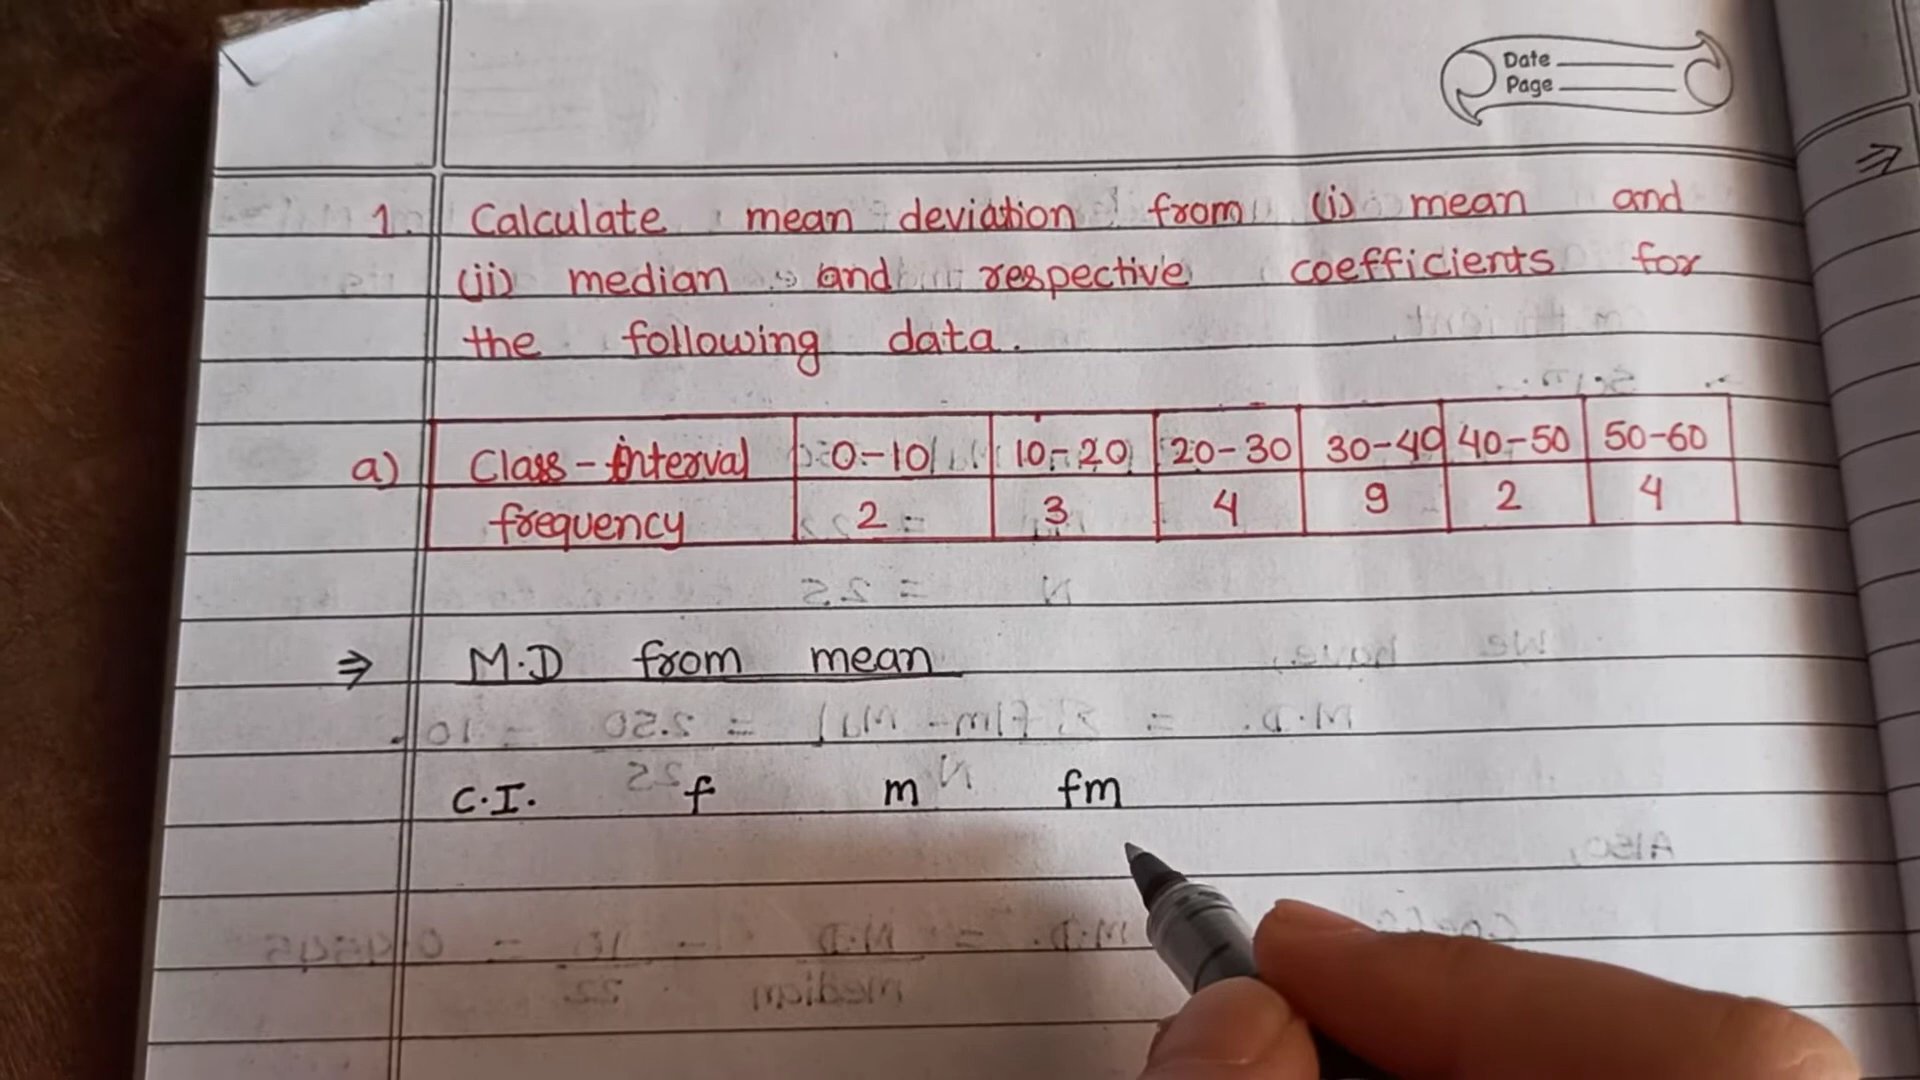 Date
Page
⇒
1. Calculate mean deviation from (i) mean and
(ii) median and respective coefficients for
the following data.
a) Class-interval 0-10 10-20 20-30 30-40 40-50 50-60
frequency 2 3 4 9 2 4
⇒ M.D from mean
C.I. f m fm